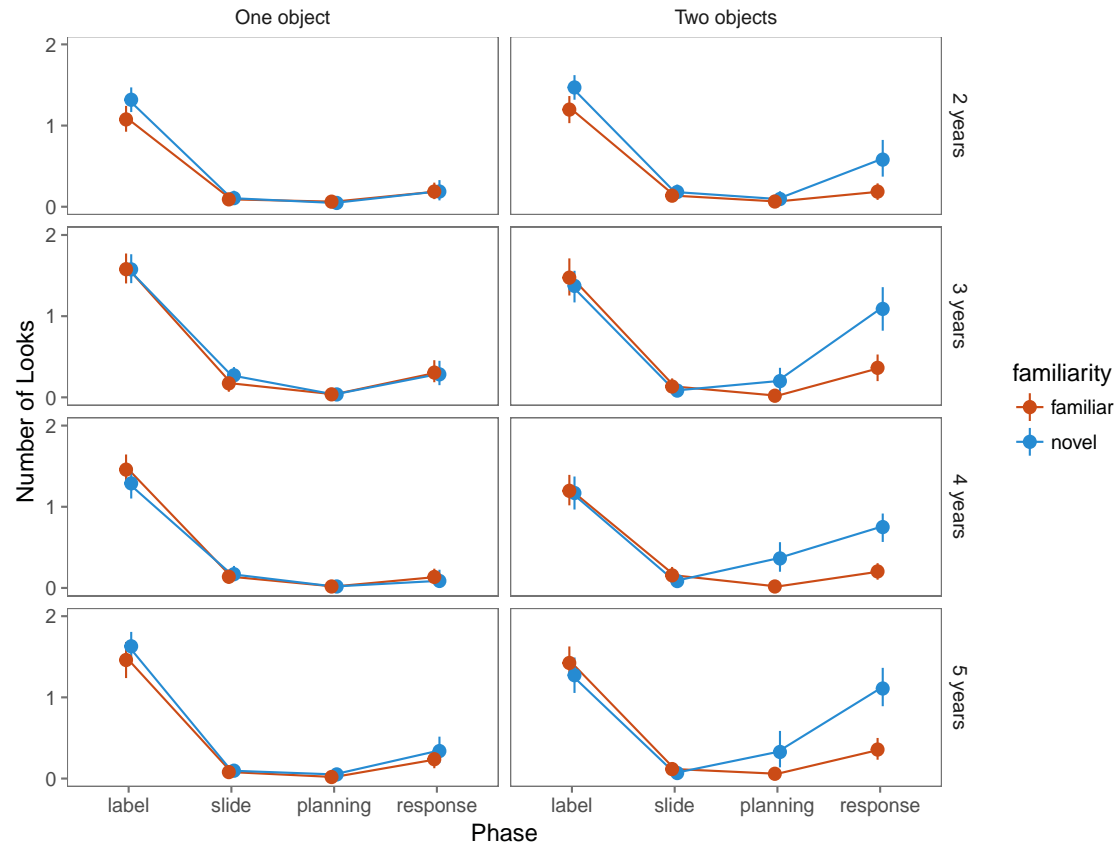 One object
Two objects
2
1
0
2 years
2
1
0
3 years
2
1
0
4 years
2
1
0
5 years
Number of Looks
label
slide
planning
response
label
slide
planning
response
Phase
familiarity
familiar
novel